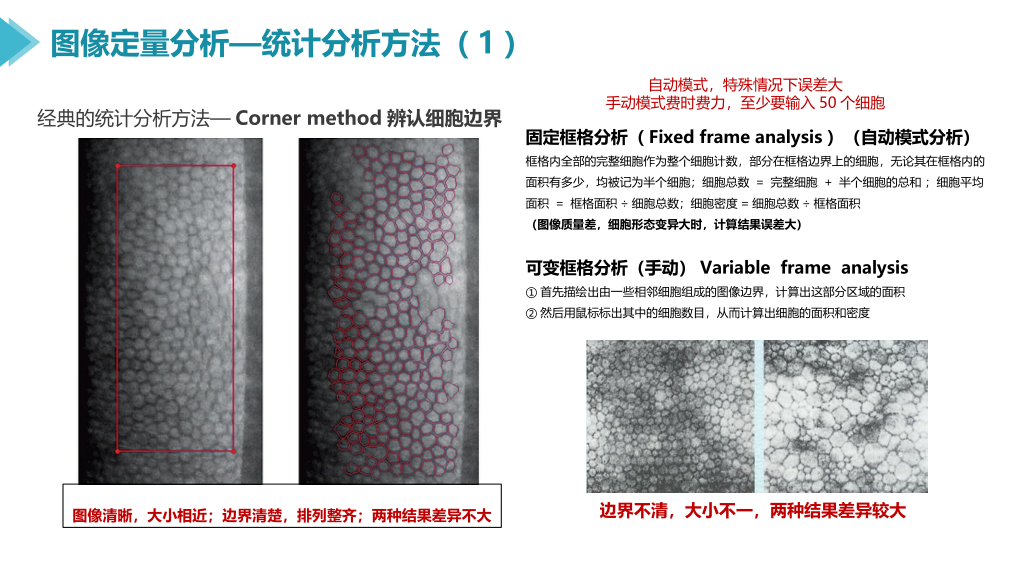 图像定量分析—统计分析方法（1）
经典的统计分析方法— Corner method 辨认细胞边界
图像清晰，大小相近；边界清楚，排列整齐；两种结果差异不大
自动模式，特殊情况下误差大
手动模式费时费力，至少要输入 50 个细胞
固定框格分析（ Fixed frame analysis ）（自动模式分析）
框格内全部的完整细胞作为整个细胞计数，部分在框格边界上的细胞，无论其在框格内的
面积有多少，均被记为半个细胞；细胞总数 = 完整细胞 + 半个细胞的总和 ；细胞平均
面积 = 框格面积 ÷ 细胞总数；细胞密度 = 细胞总数 ÷ 框格面积
（图像质量差，细胞形态变异大时，计算结果误差大）
可变框格分析（手动） Variable frame analysis
① 首先描绘出由一些相邻细胞组成的图像边界，计算出这部分区域的面积
② 然后用鼠标标出其中的细胞数目，从而计算出细胞的面积和密度
边界不清，大小不一，两种结果差异较大